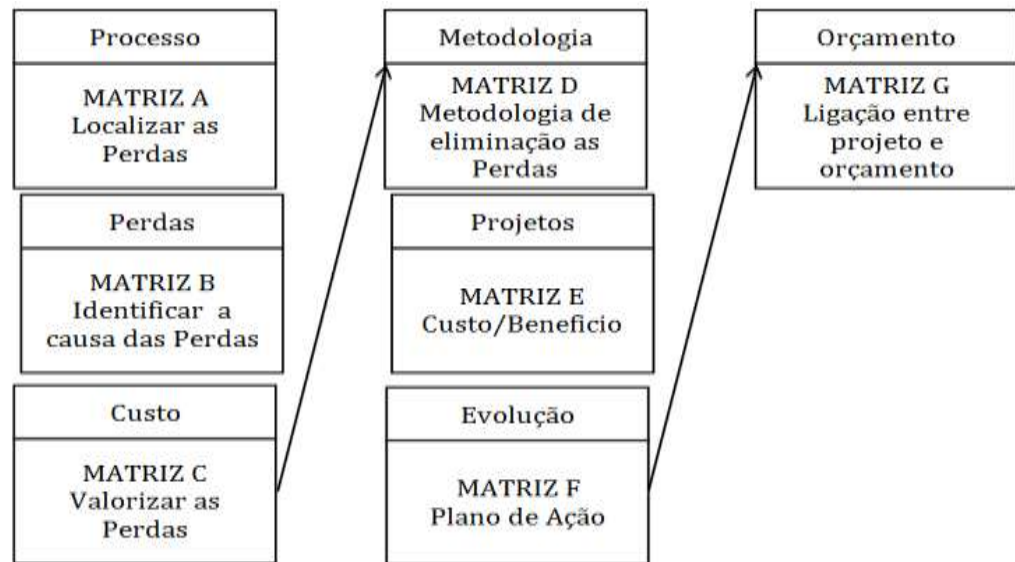 Processo
MATRIZ A
Localizar as
Perdas
Perdas
MATRIZ B
Identificar a
causa das Perdas
Custo
MATRIZ C
Valorizar as
Perdas
Metodologia
MATRIZ D
Metodologia de
eliminação as
Perdas
Projetos
MATRIZ E
Custo/Beneficio
Evolução
MATRIZ F
Plano de Ação
Orçamento
MATRIZ G
Ligação entre
projeto e
orçamento